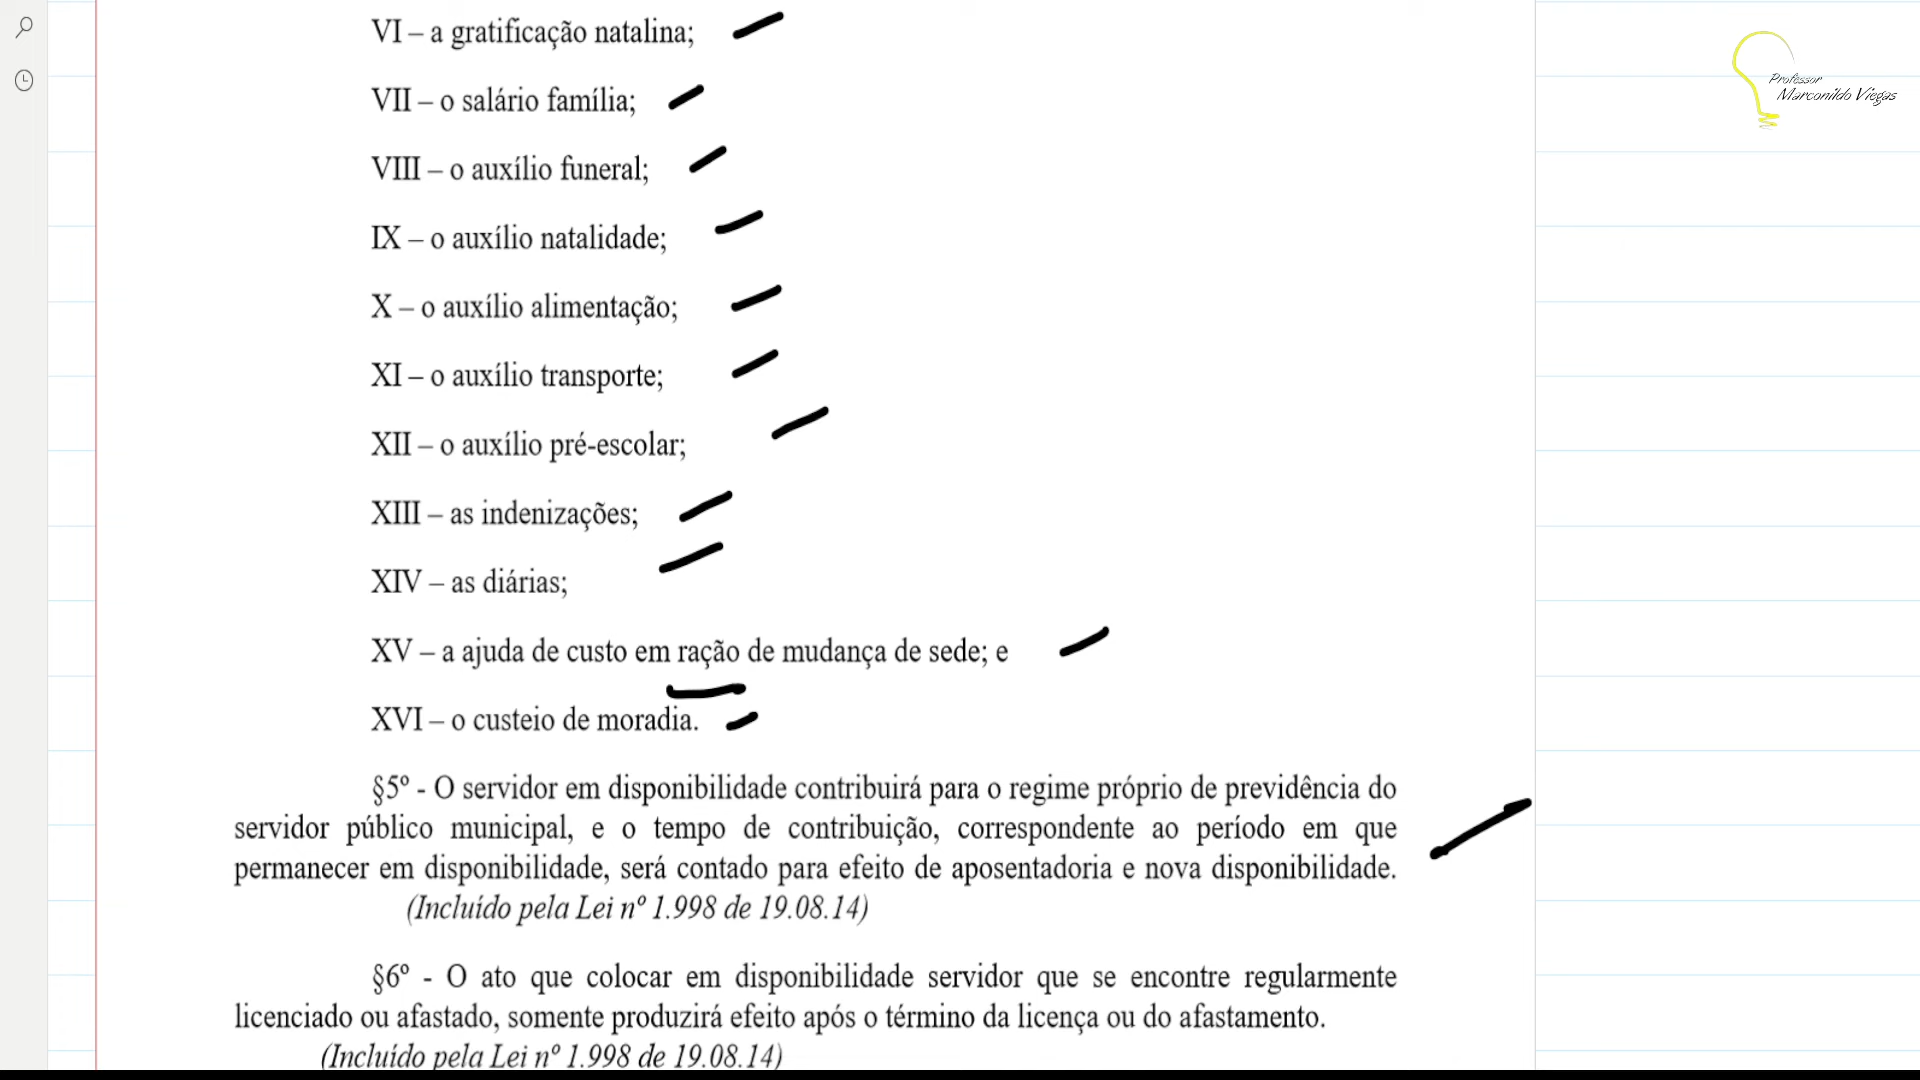 Professor
Marconildo Viegas
VI – a gratificação natalina;
VII – o salário família;
VIII – o auxílio funeral;
IX – o auxílio natalidade;
X – o auxílio alimentação;
XI – o auxílio transporte;
XII – o auxílio pré-escolar;
XIII – as indenizações;
XIV – as diárias;
XV – a ajuda de custo em ração de mudança de sede; e
XVI – o custeio de moradia.
§5º - O servidor em disponibilidade contribuirá para o regime próprio de previdência do
servidor público municipal, e o tempo de contribuição, correspondente ao período em que
permanecer em disponibilidade, será contado para efeito de aposentadoria e nova disponibilidade.
(Incluído pela Lei nº 1.998 de 19.08.14)
§6º - O ato que colocar em disponibilidade servidor que se encontre regularmente
licenciado ou afastado, somente produzirá efeito após o término da licença ou do afastamento.
(Incluído pela Lei nº 1.998 de 19.08.14)